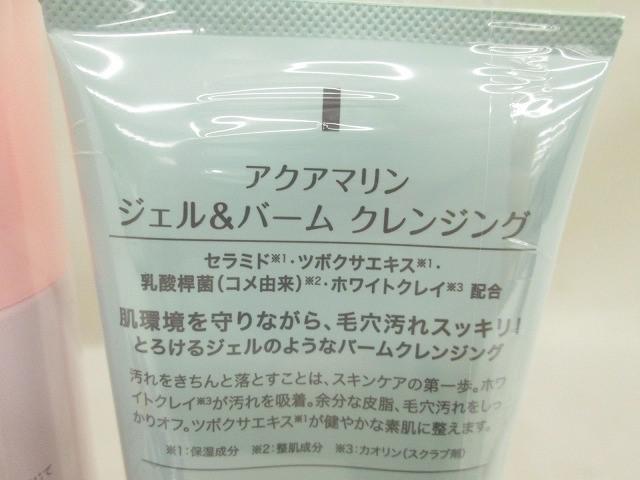 アクアマリン
ジェル&バーム クレンジング
セラミド※1・ツボクサエキス※1・
乳酸桿菌(コメ由来)※2・ホワイトクレイ※3 配合
肌環境を守りながら、毛穴汚れスッキリ!
とろけるジェルのようなバームクレンジング
汚れをきちんと落とすことは、スキンケアの第一歩。ホワ
イトクレイ※3が汚れを吸着。余分な皮脂、毛穴汚れをしっ
かりオフ。ツボクサエキス※1が健やかな素肌に整えます。
※1:保湿成分 ※2:整肌成分 ※3:カオリン(スクラブ剤)